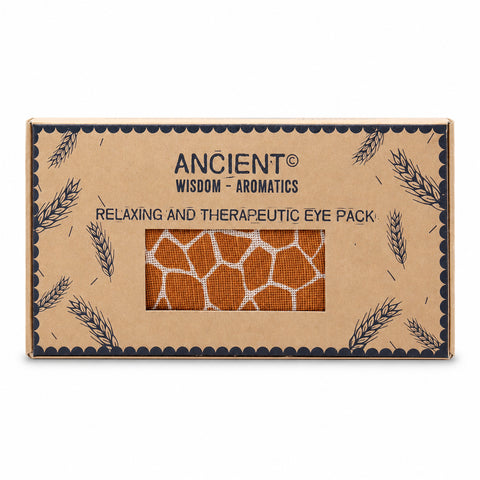 ANCIENT©
WISDOM - AROMATICS
RELAXING AND THERAPEUTIC EYE PACK